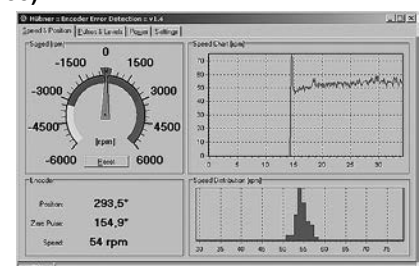 Hübner :: Encoder Error Detection :: v1.4
Speed & Position Pulses & Levels Power Settings
Speed [rpm]
0
-1500 1500
-3000 3000
-4500 4500
[rpm]
-6000 Reset 6000
Speed Chart [rpm]
70
60
50
40
30
20
10
0
0 5 10 15 20 25 30
Encoder
Position: 293,5°
Zero Pulse: 154,9°
Speed: 54 rpm
Speed Distribution [rpm]
30 35 40 45 50 55 60 65 70 75